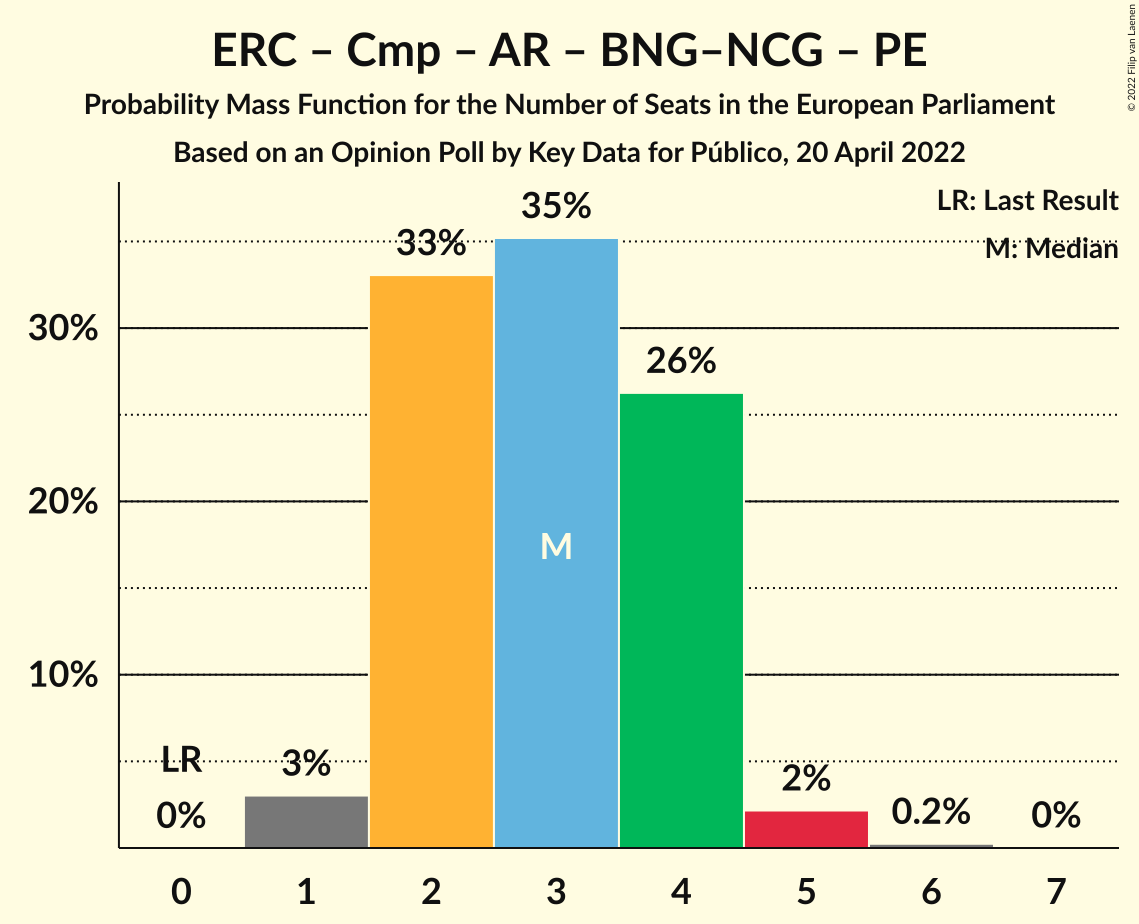 ERC – Cmp – AR – BNG–NCG – PE
Probability Mass Function for the Number of Seats in the European Parliament
Based on an Opinion Poll by Key Data for Público, 20 April 2022
© 2022 Filip van Laenen
LR: Last Result
M: Median
35%
33%
30%
26%
20%
M
10%
LR
3%
2%
0%
0.2%
0%
0 1 2 3 4 5 6 7